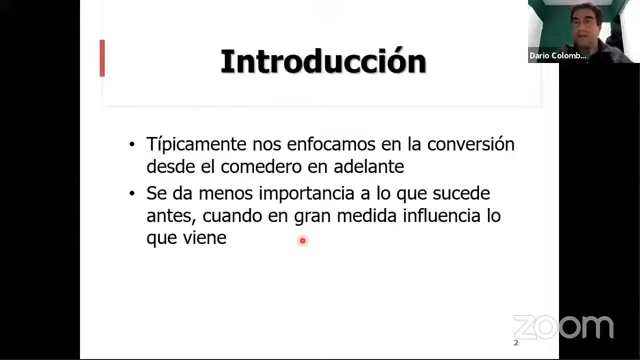 Introducción
Dario Colomb...
• Típicamente nos enfocamos en la conversión
desde el comedero en adelante
• Se da menos importancia a lo que sucede
antes, cuando en gran medida influencia lo
que viene
zoom
2